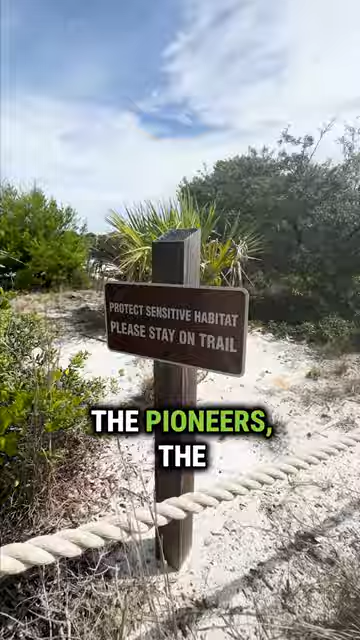 PROTECT SENSITIVE HABITAT
PLEASE STAY ON TRAIL
THE PIONEERS,
THE